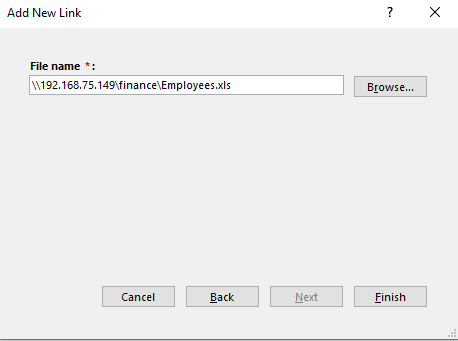 Add New Link ?
File name * :
\\192.168.75.149\finance\Employees.xls
Browse...
Cancel Back Next Finish